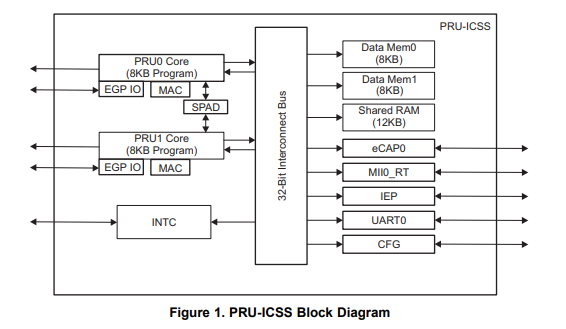 PRU-ICSS
PRU0 Core
(8KB Program)
EGP IO
MAC
SPAD
PRU1 Core
(8KB Program)
EGP IO
MAC
INTC
32-Bit Interconnect Bus
Data Mem0
(8KB)
Data Mem1
(8KB)
Shared RAM
(12KB)
eCAP0
MII0_RT
IEP
UART0
CFG
Figure 1. PRU-ICSS Block Diagram